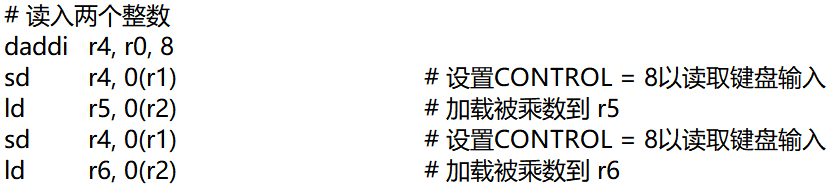 # 读入两个整数
daddi r4, r0, 8
sd r4, 0(r1) # 设置CONTROL = 8以读取键盘输入
ld r5, 0(r2) # 加载被乘数到 r5
sd r4, 0(r1) # 设置CONTROL = 8以读取键盘输入
ld r6, 0(r2) # 加载被乘数到 r6